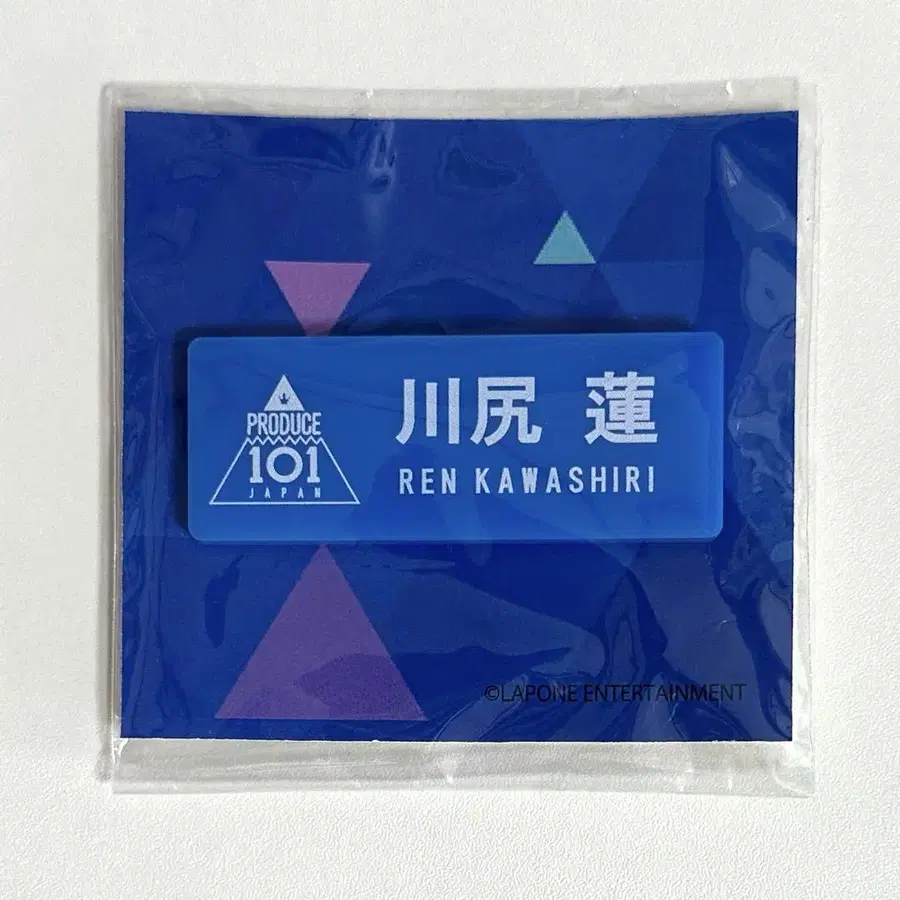 PRODUCE
101
JAPAN
川尻 蓮
REN KAWASHIRI
©LAPONE ENTERTAINMENT